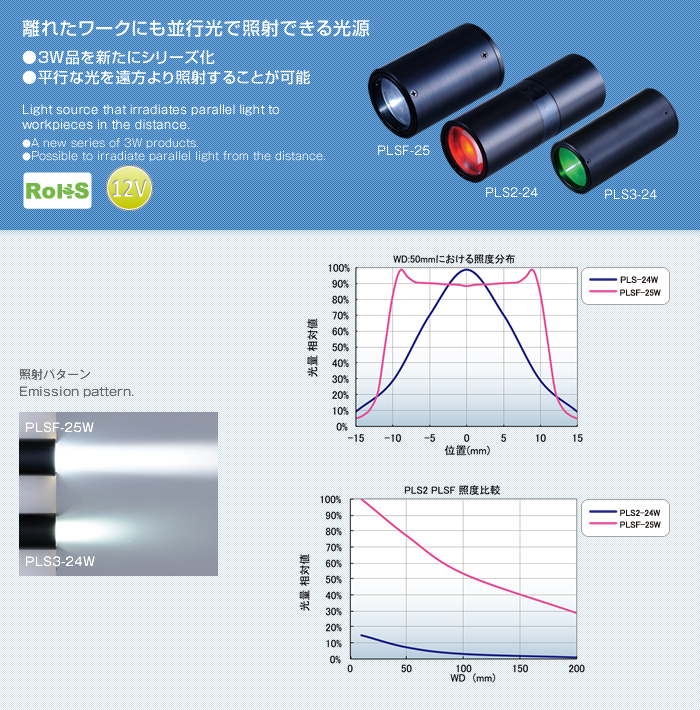 離れたワークにも並行光で照射できる光源
●3W品を新たにシリーズ化
●平行な光を遠方より照射することが可能
Light source that irradiates parallel light to
workpieces in the distance.
●A new series of 3W products.
●Possible to irradiate parallel light from the distance.
RoHS
12V
PLSF-25
PLS2-24
PLS3-24
照射パターン
Emission pattern.
PLSF-25W
PLS3-24W
WD:50mmにおける照度分布
光量 相対値
100%
90%
80%
70%
60%
50%
40%
30%
20%
10%
0%
-15 -10 -5 0 5 10 15
位置(mm)
PLS-24W
PLSF-25W
PLS2 PLSF 照度比較
光量 相対値
100%
90%
80%
70%
60%
50%
40%
30%
20%
10%
0%
0 50 100 150 200
WD (mm)
PLS2-24W
PLSF-25W